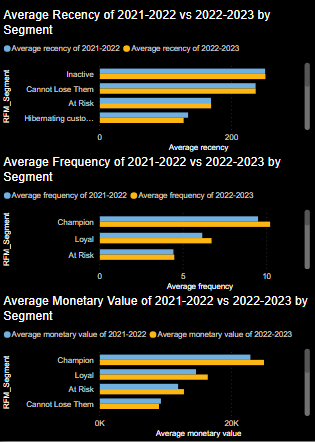 Average Recency of 2021-2022 vs 2022-2023 by
Segment
Average recency of 2021-2022 Average recency of 2022-2023
RFM_Segment
Inactive
Cannot Lose Them
At Risk
Hibernating custo...
0 200
Average recency
Average Frequency of 2021-2022 vs 2022-2023 by
Segment
Average frequency of 2021-2022 Average frequency of 2022-2023
RFM_Segment
Champion
Loyal
At Risk
0 5 10
Average frequency
Average Monetary Value of 2021-2022 vs 2022-2023 by
Segment
Average monetary value of 2021-2022 Average monetary value of 2022-2023
RFM_Segment
Champion
Loyal
At Risk
Cannot Lose Them
0K 20K
Average monetary value